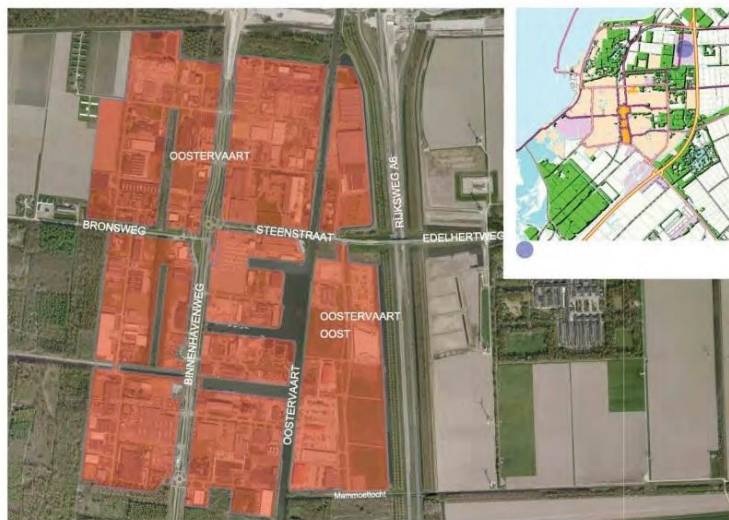 OOSTERVAART
BRONSWEG
STEENSTRAAT
RIJKSWEG A6
EDELHERTWEG
BINNENHAVENWEG
OOSTERVAART
OOST
OOSTERVAART
Mammoettocht